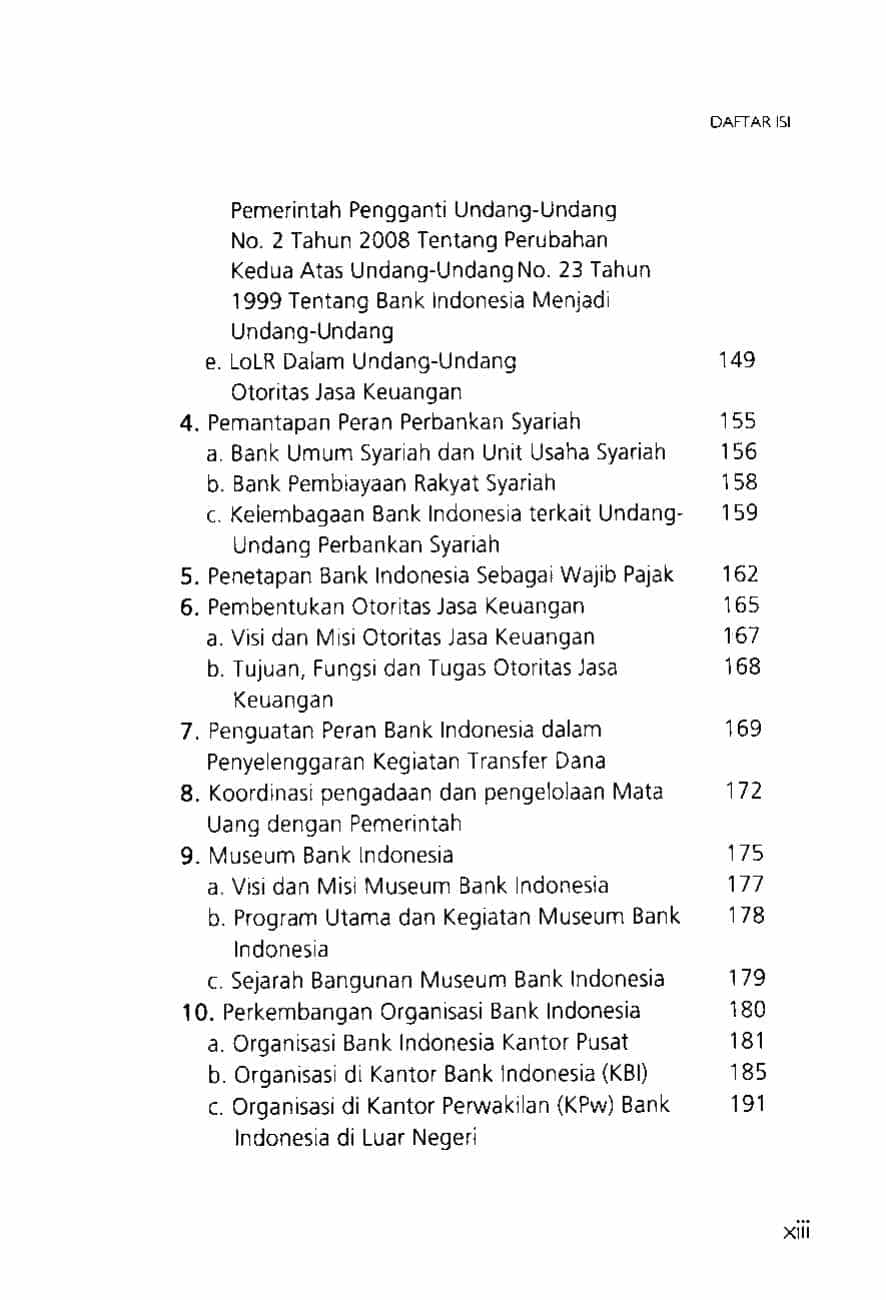 DAFTAR ISI
Pemerintah Pengganti Undang-Undang
No. 2 Tahun 2008 Tentang Perubahan
Kedua Atas Undang-Undang No. 23 Tahun
1999 Tentang Bank Indonesia Menjadi
Undang-Undang
e. LoLR Dalam Undang-Undang 149
Otoritas Jasa Keuangan
4. Pemantapan Peran Perbankan Syariah 155
a. Bank Umum Syariah dan Unit Usaha Syariah 156
b. Bank Pembiayaan Rakyat Syariah 158
c. Kelembagaan Bank Indonesia terkait Undang- 159
Undang Perbankan Syariah
5. Penetapan Bank Indonesia Sebagai Wajib Pajak 162
6. Pembentukan Otoritas Jasa Keuangan 165
a. Visi dan Misi Otoritas Jasa Keuangan 167
b. Tujuan, Fungsi dan Tugas Otoritas Jasa 168
Keuangan
7. Penguatan Peran Bank Indonesia dalam 169
Penyelenggaran Kegiatan Transfer Dana
8. Koordinasi pengadaan dan pengelolaan Mata 172
Uang dengan Pemerintah
9. Museum Bank Indonesia 175
a. Visi dan Misi Museum Bank Indonesia 177
b. Program Utama dan Kegiatan Museum Bank 178
Indonesia
c. Sejarah Bangunan Museum Bank Indonesia 179
10. Perkembangan Organisasi Bank Indonesia 180
a. Organisasi Bank Indonesia Kantor Pusat 181
b. Organisasi di Kantor Bank Indonesia (KBI) 185
c. Organisasi di Kantor Perwakilan (KPw) Bank 191
Indonesia di Luar Negeri
xiii